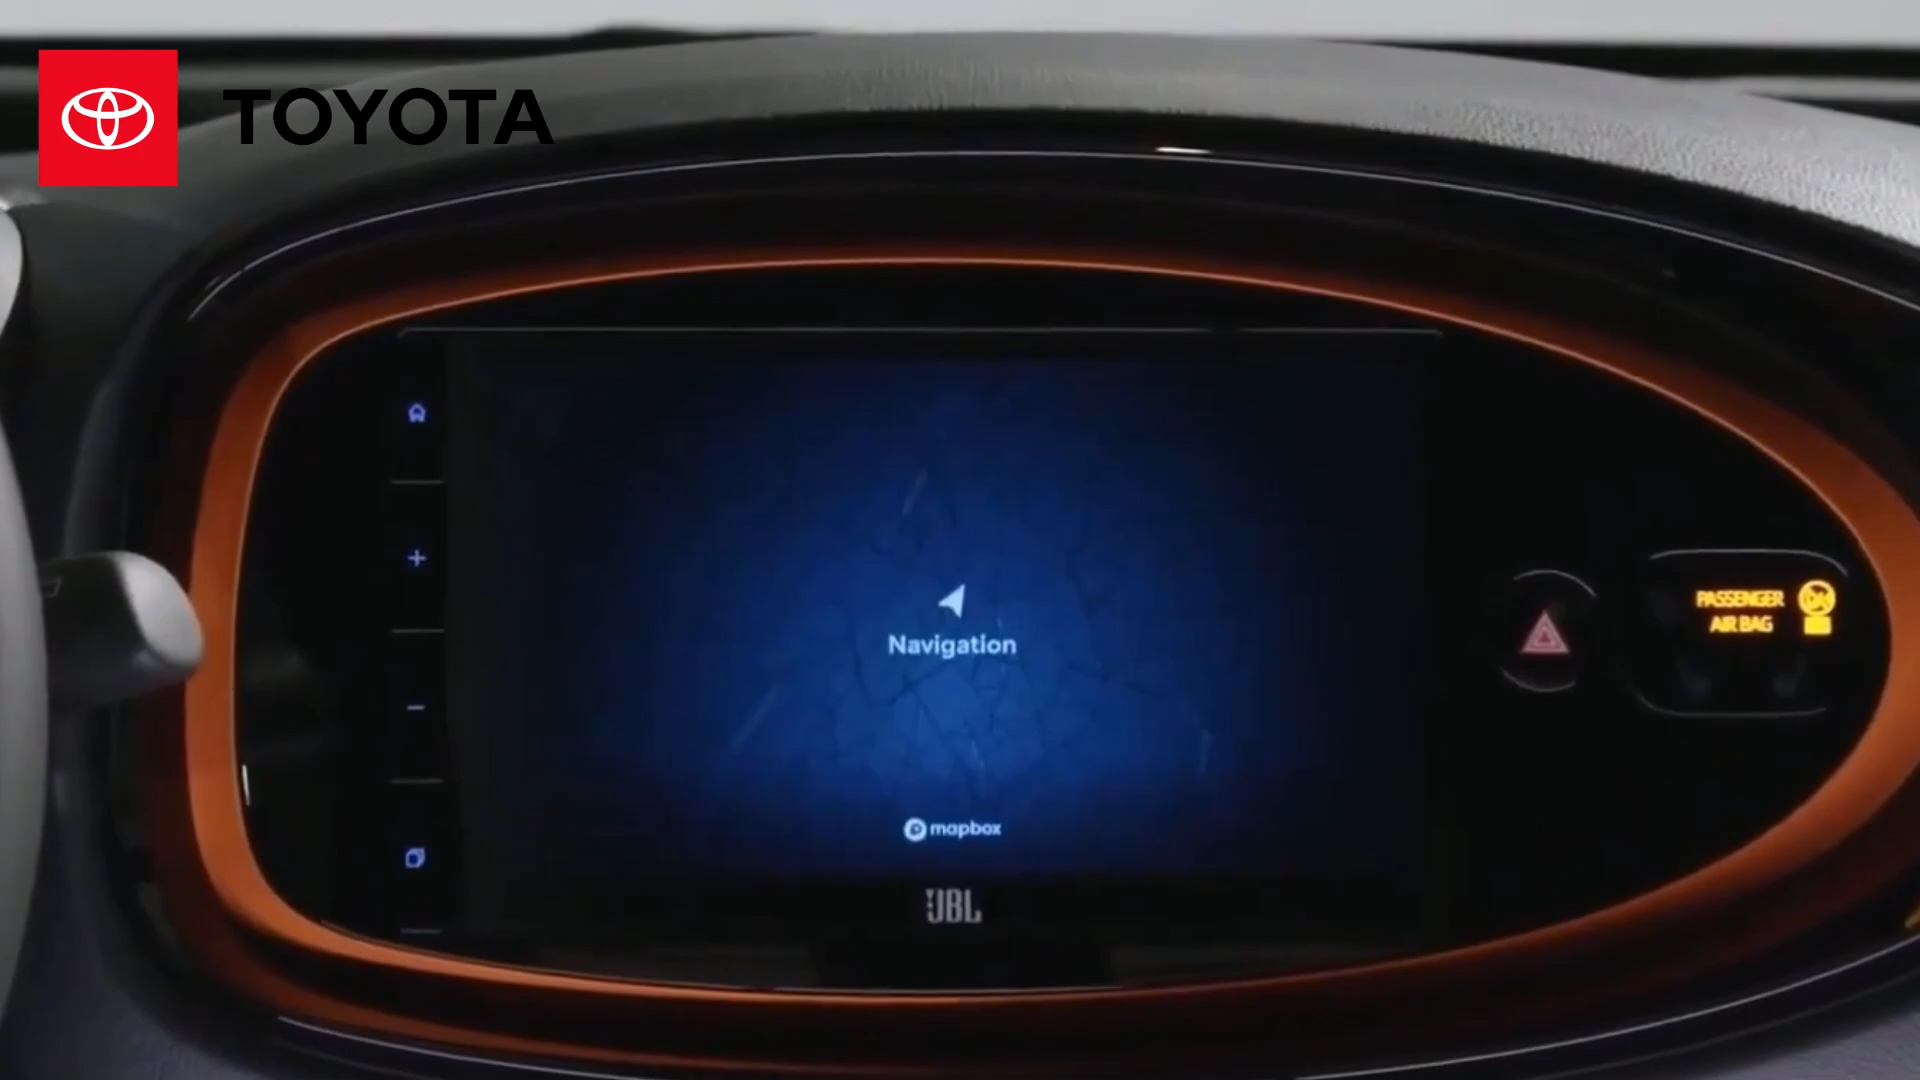 TOYOTA
Navigation
PASSENGER
AIR BAG
mapbox
JBL